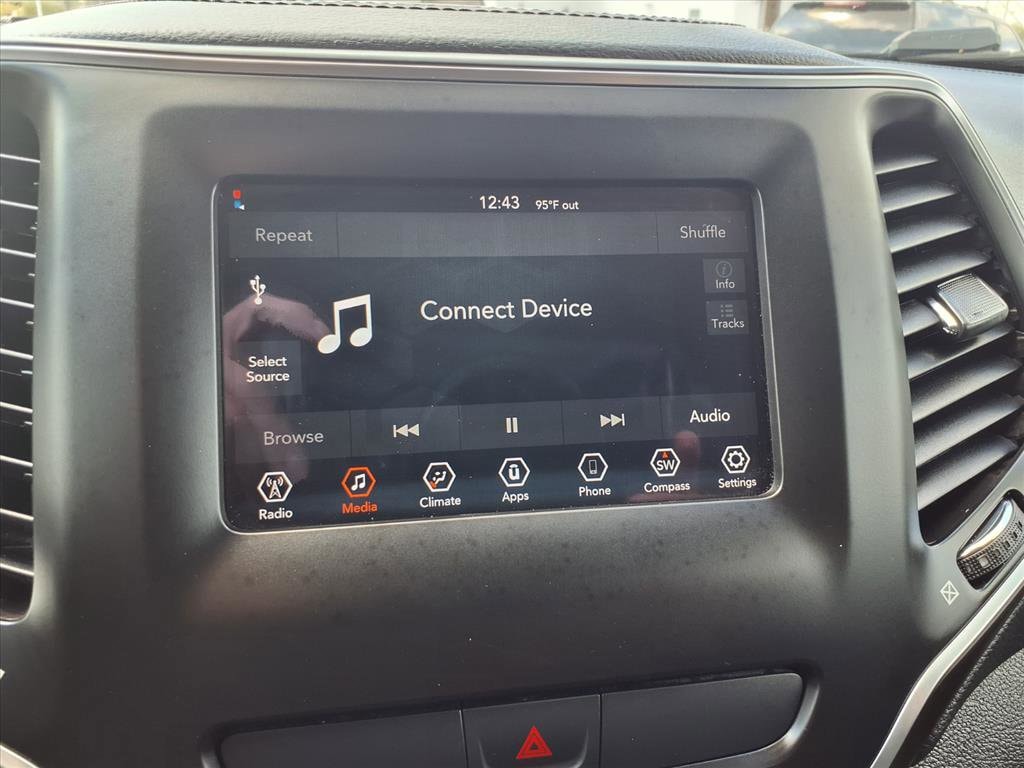 12:43 95°F out
Repeat
Shuffle
Info
Connect Device
Tracks
Select
Source
Browse
Audio
Radio
Media
Climate
Apps
Phone
SW
Compass
Settings